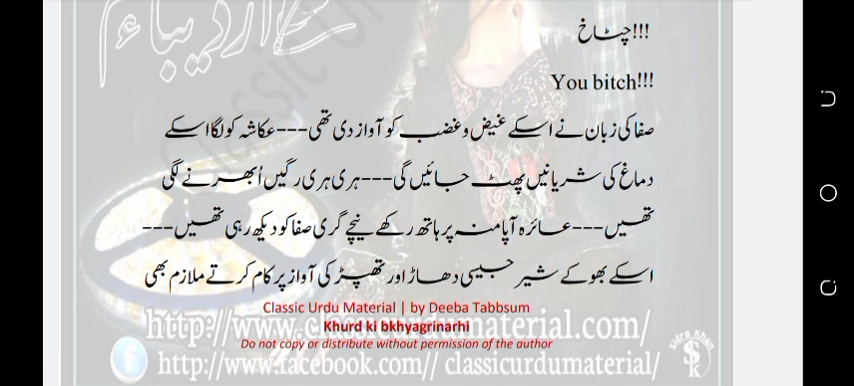 چٹاخ!!!
You bitch!!!
صفا کی زبان نے اسکے غیض و غضب کو آواز دی تھی---عکاشہ کو لگا اسکے
دماغ کی شریانیں پھٹ جائیں گی---ہری ہری رگیں اُبھرنے لگی
تھیں---عائزہ آپا منہ پر ہاتھ رکھے نیچے گری صفا کو دیکھ رہی تھیں---
اسکے بھوکے شیر جیسی دھاڑ اور تھپڑ کی آواز پر کام کرتے ملازم بھی
Classic Urdu Material | by Deeba Tabbsum
Khurd ki bkhyagrinarhi
Do not copy or distribute without permission of the author
http://www.classicurdumaterial.com/
http://www.facebook.com// classicurdumaterial/